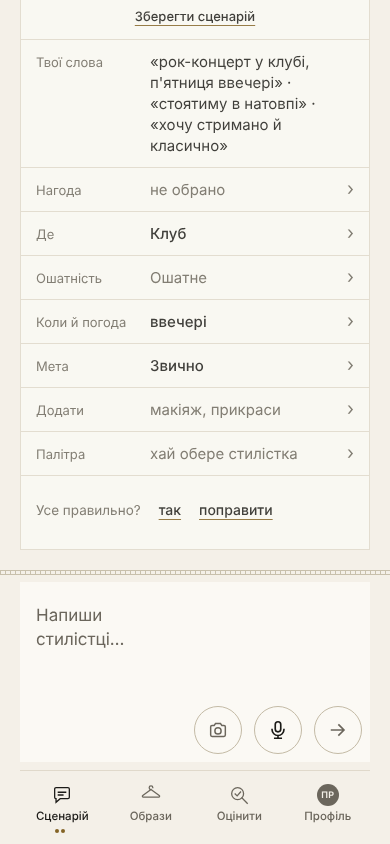 Зберегти сценарій
Твої слова
«рок-концерт у клубі,
п'ятниця ввечері» ·
«стоятиму в натовпі» ·
«хочу стримано й
класично»
Нагода не обрано
Де Клуб
Ошатність Ошатне
Коли й погода ввечері
Мета Звично
Додати макіяж, прикраси
Палітра хай обере стилістка
Усе правильно? так поправити
Напиши
стилістці...
ПР
Сценарій Образи Оцінити Профіль